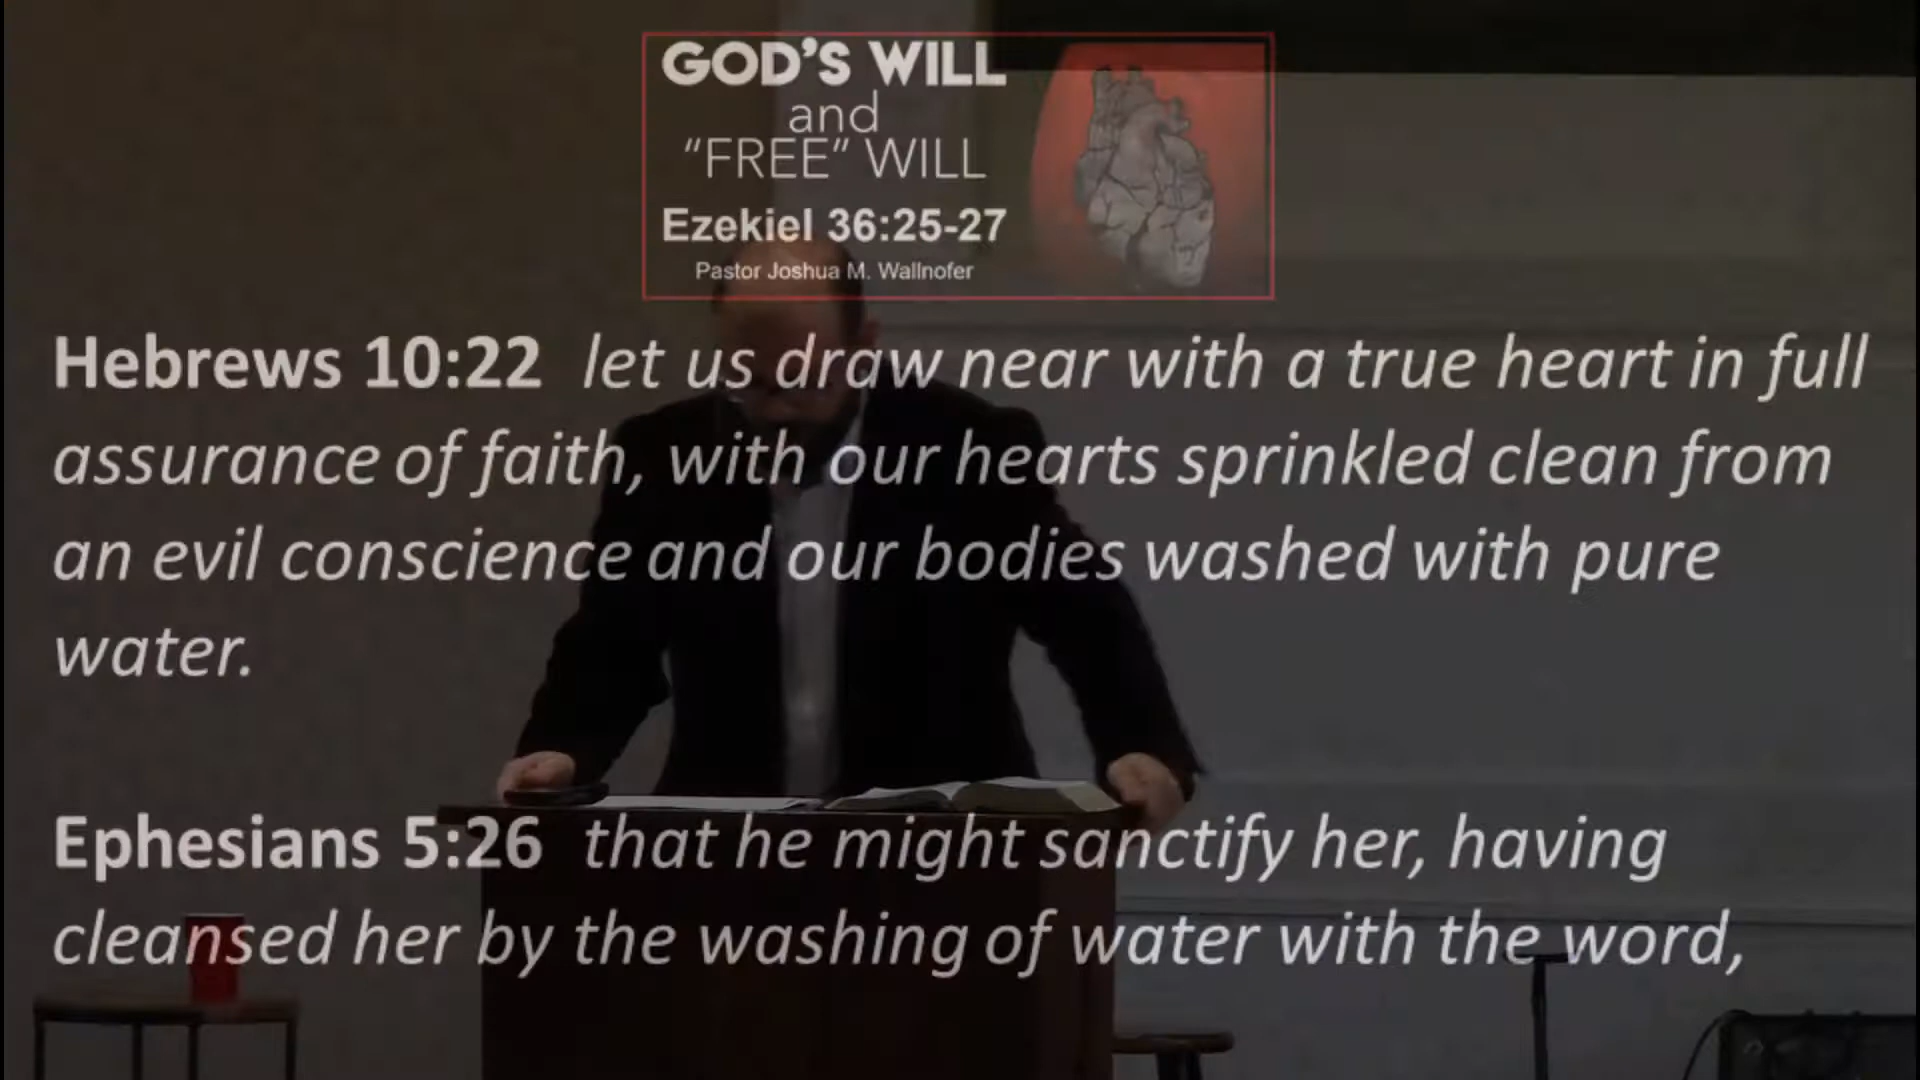 GOD'S WILL
and
"FREE" WILL
Ezekiel 36:25-27
Pastor Joshua M. Wallnofer
Hebrews 10:22 let us draw near with a true heart in full
assurance of faith, with our hearts sprinkled clean from
an evil conscience and our bodies washed with pure
water.
Ephesians 5:26 that he might sanctify her, having
cleansed her by the washing of water with the word,